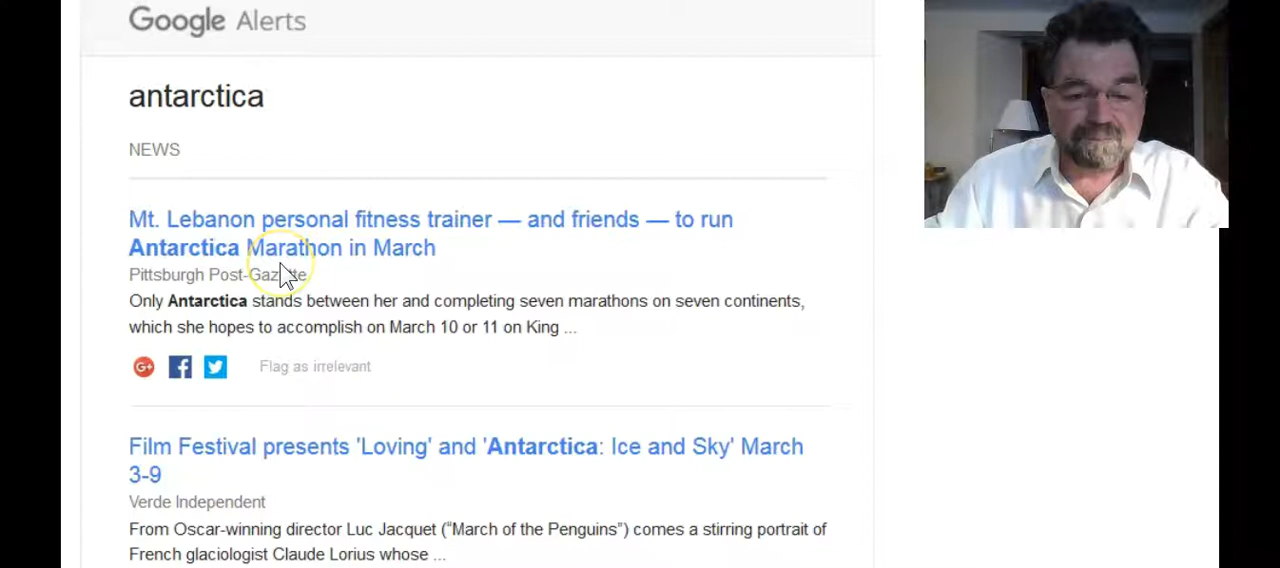 Google Alerts
antarctica
NEWS
Mt. Lebanon personal fitness trainer — and friends — to run
Antarctica Marathon in March
Pittsburgh Post-Gazette
Only Antarctica stands between her and completing seven marathons on seven continents,
which she hopes to accomplish on March 10 or 11 on King ...
G+ f Flag as irrelevant
Film Festival presents 'Loving' and 'Antarctica: Ice and Sky' March
3-9
Verde Independent
From Oscar-winning director Luc Jacquet (“March of the Penguins”) comes a stirring portrait of
French glaciologist Claude Lorius whose ...